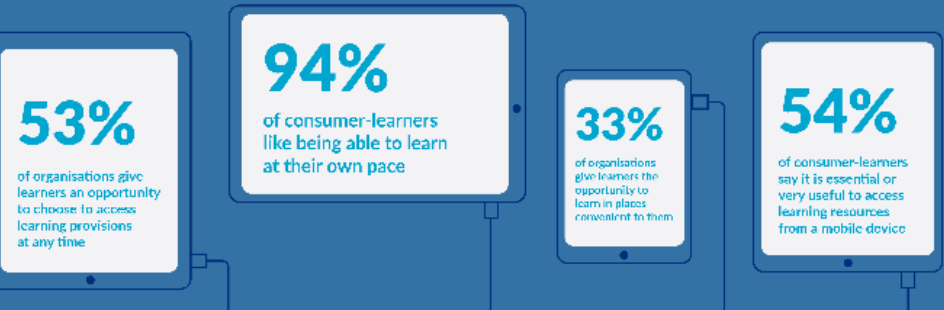 53%
of organisations give
learners an opportunity
to choose to access
learning provisions
at any time
94%
of consumer-learners
like being able to learn
at their own pace
33%
of organisations
give learners the
opportunity to
learn in places
convenient to them
54%
of consumer-learners
say it is essential or
very useful to access
learning resources
from a mobile device